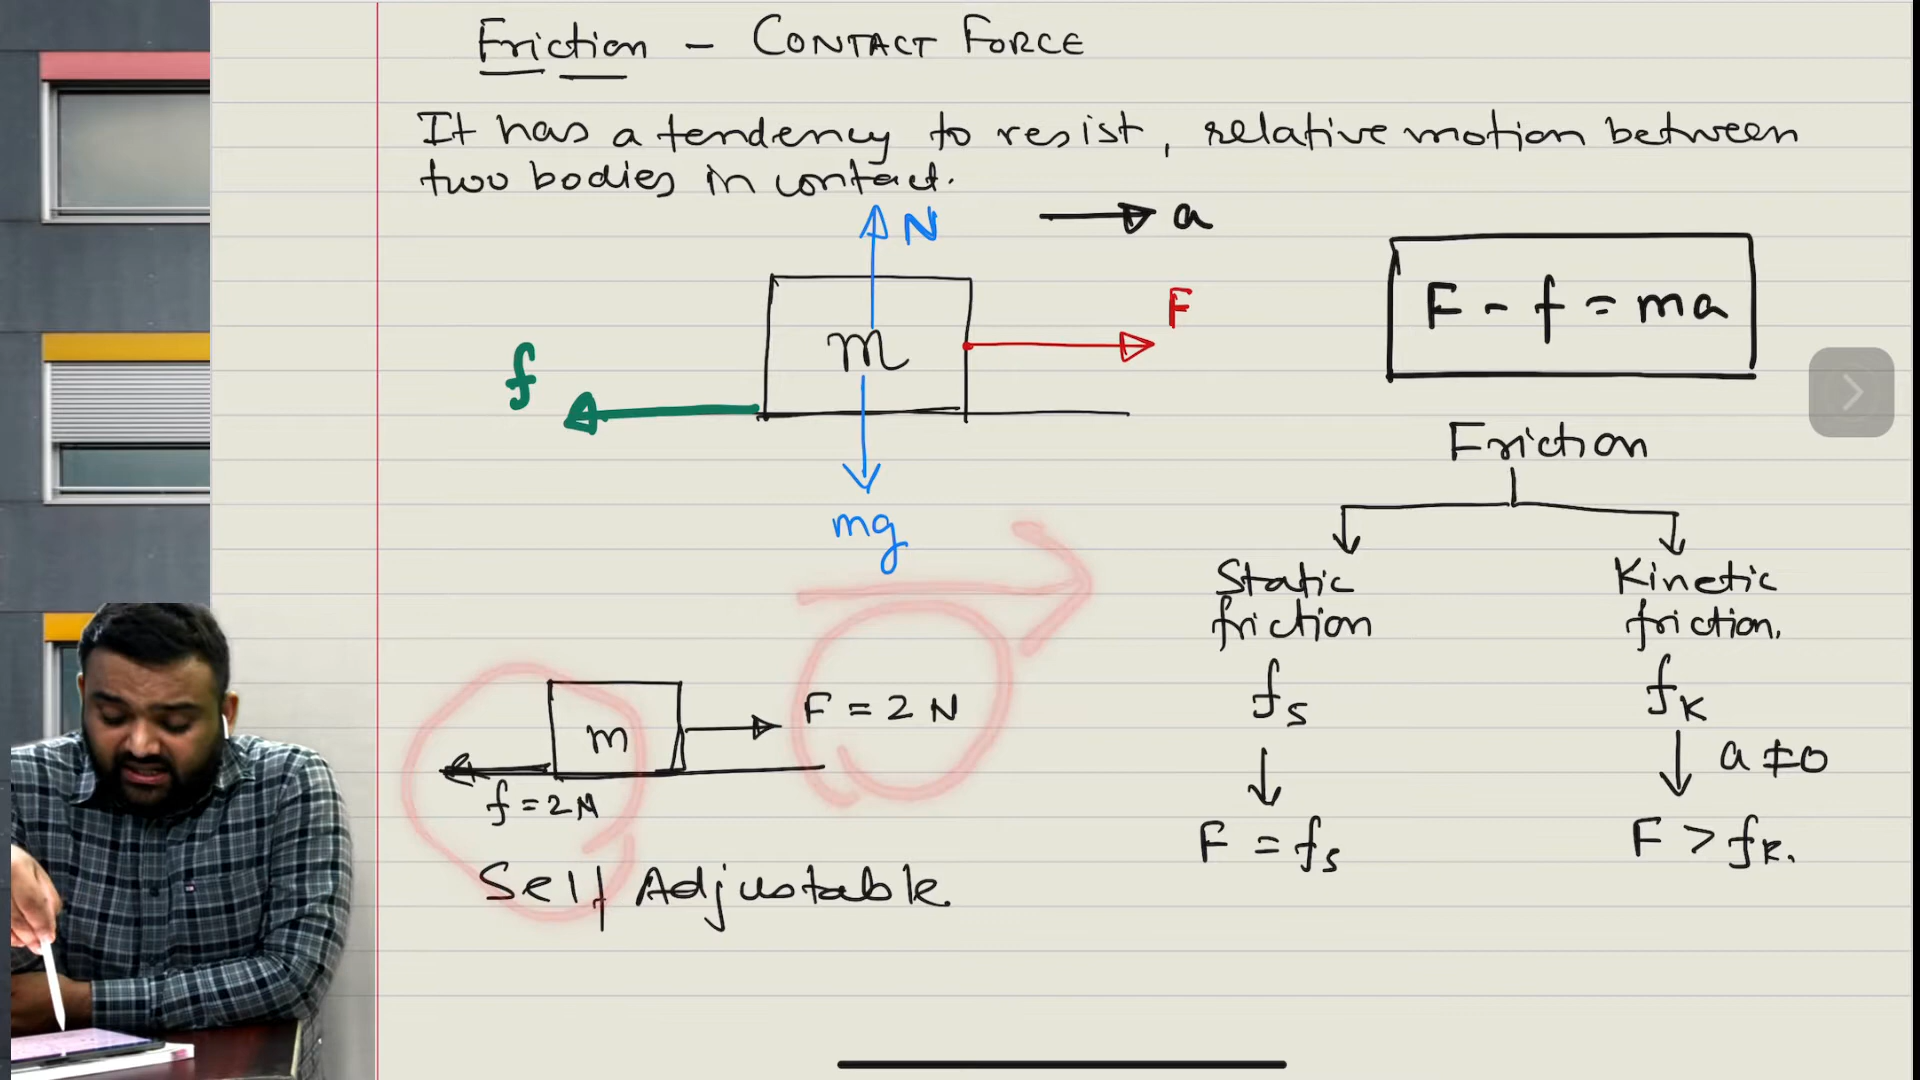 Friction - CONTACT FORCE
It has a tendency to resist, relative motion between
two bodies in contact.
N
a
F
m
f
mg
F - f = ma
Friction
Static
friction
Kinetic
friction.
fs
fK
a ≠ 0
F = fs
F > fK.
m
F = 2 N
f = 2N
Self Adjustable